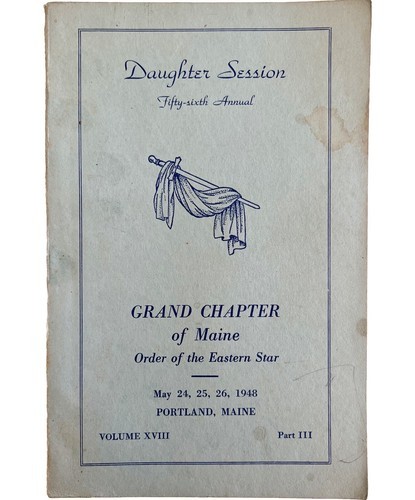 Daughter Session
Fifty-sixth Annual
GRAND CHAPTER
of Maine
Order of the Eastern Star
May 24, 25, 26, 1948
PORTLAND, MAINE
VOLUME XVIII Part III